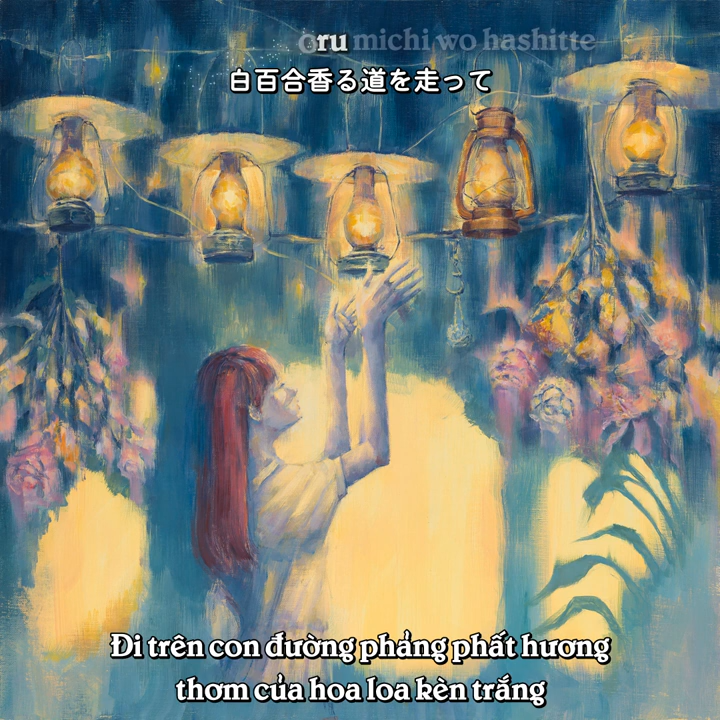 oru michi wo hashitte
白百合香る道を走って
Đi trên con đường phảng phất hương
thơm của hoa loa kèn trắng